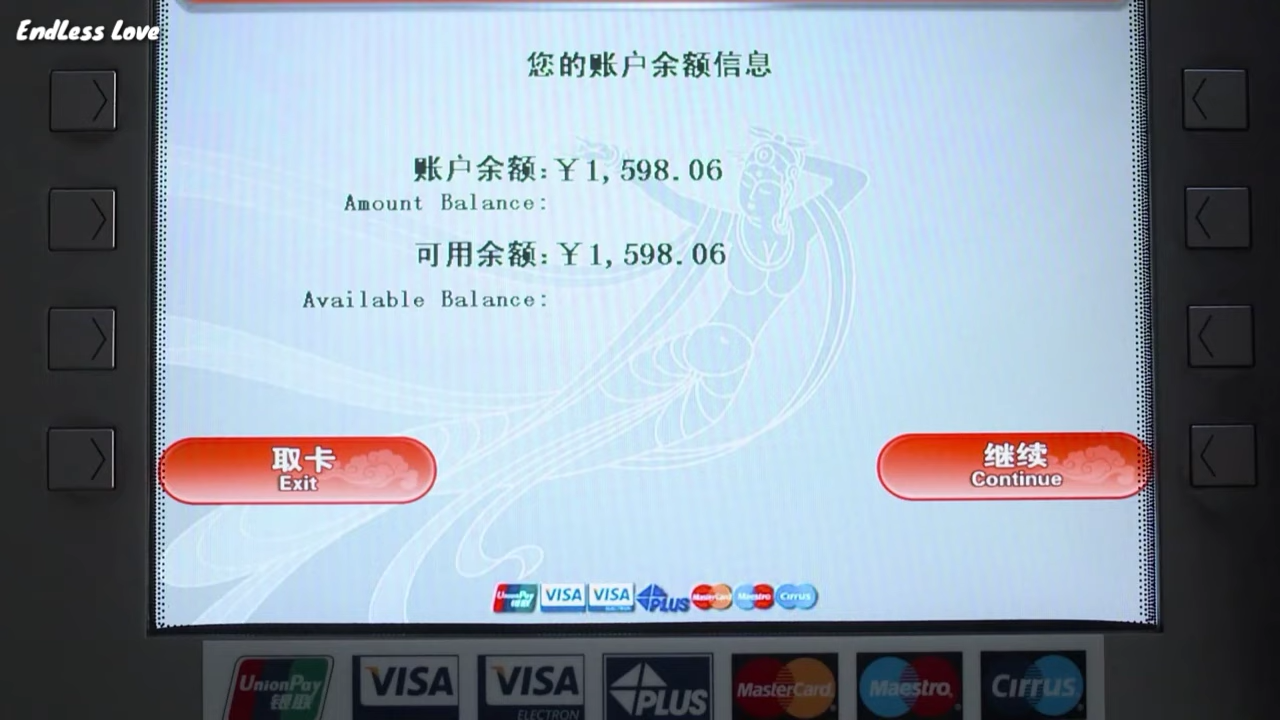 EndLess Love
您的账户余额信息
账户余额:￥1,598.06
Amount Balance:
可用余额:￥1,598.06
Available Balance:
取卡
Exit
继续
Continue
UnionPay 银联 VISA VISA ELECTRON PLUS MasterCard Maestro Cirrus
UnionPay 银联 VISA VISA ELECTRON PLUS MasterCard Maestro Cirrus